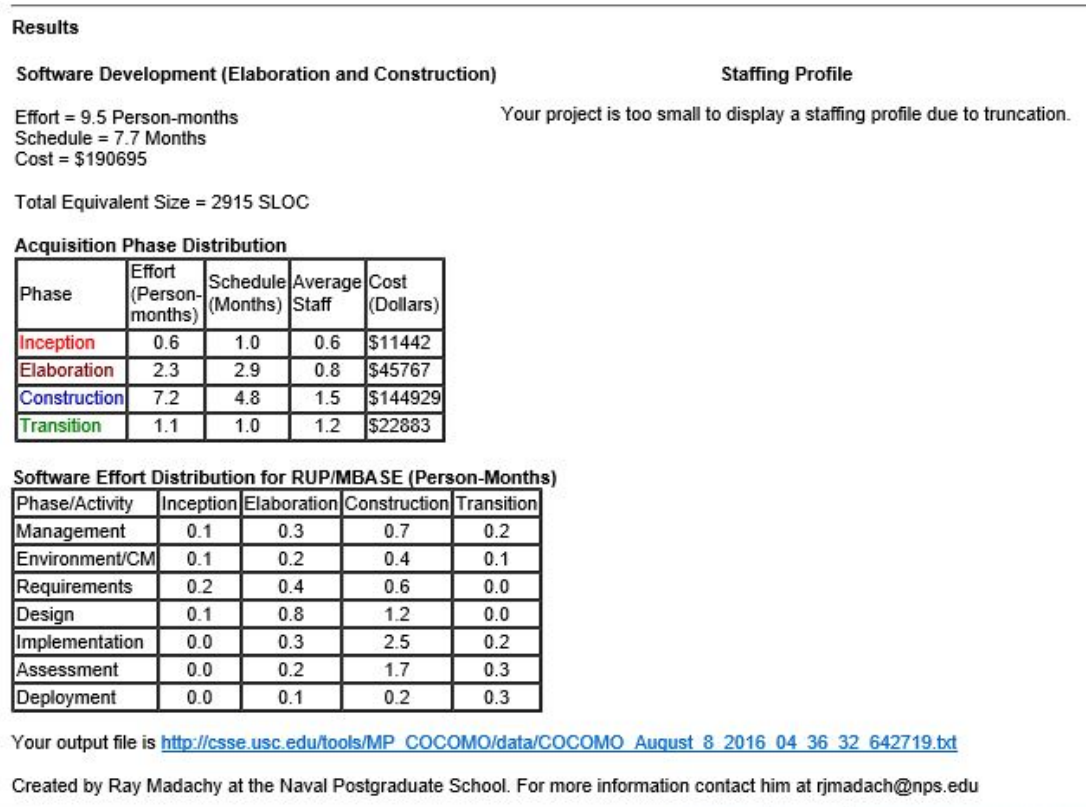 Results
Software Development (Elaboration and Construction)
Staffing Profile
Effort = 9.5 Person-months
Schedule = 7.7 Months
Cost = $190695
Your project is too small to display a staffing profile due to truncation.
Total Equivalent Size = 2915 SLOC
Acquisition Phase Distribution
Phase Effort (Person-months) Schedule (Months) Average Staff Cost (Dollars)
Inception 0.6 1.0 0.6 $11442
Elaboration 2.3 2.9 0.8 $45767
Construction 7.2 4.8 1.5 $144929
Transition 1.1 1.0 1.2 $22883
Software Effort Distribution for RUP/MBASE (Person-Months)
Phase/Activity Inception Elaboration Construction Transition
Management 0.1 0.3 0.7 0.2
Environment/CM 0.1 0.2 0.4 0.1
Requirements 0.2 0.4 0.6 0.0
Design 0.1 0.8 1.2 0.0
Implementation 0.0 0.3 2.5 0.2
Assessment 0.0 0.2 1.7 0.3
Deployment 0.0 0.1 0.2 0.3
Your output file is http://csse.usc.edu/tools/MP_COCOMO/data/COCOMO_August_8_2016_04_36_32_642719.txt
Created by Ray Madachy at the Naval Postgraduate School. For more information contact him at rjmadach@nps.edu